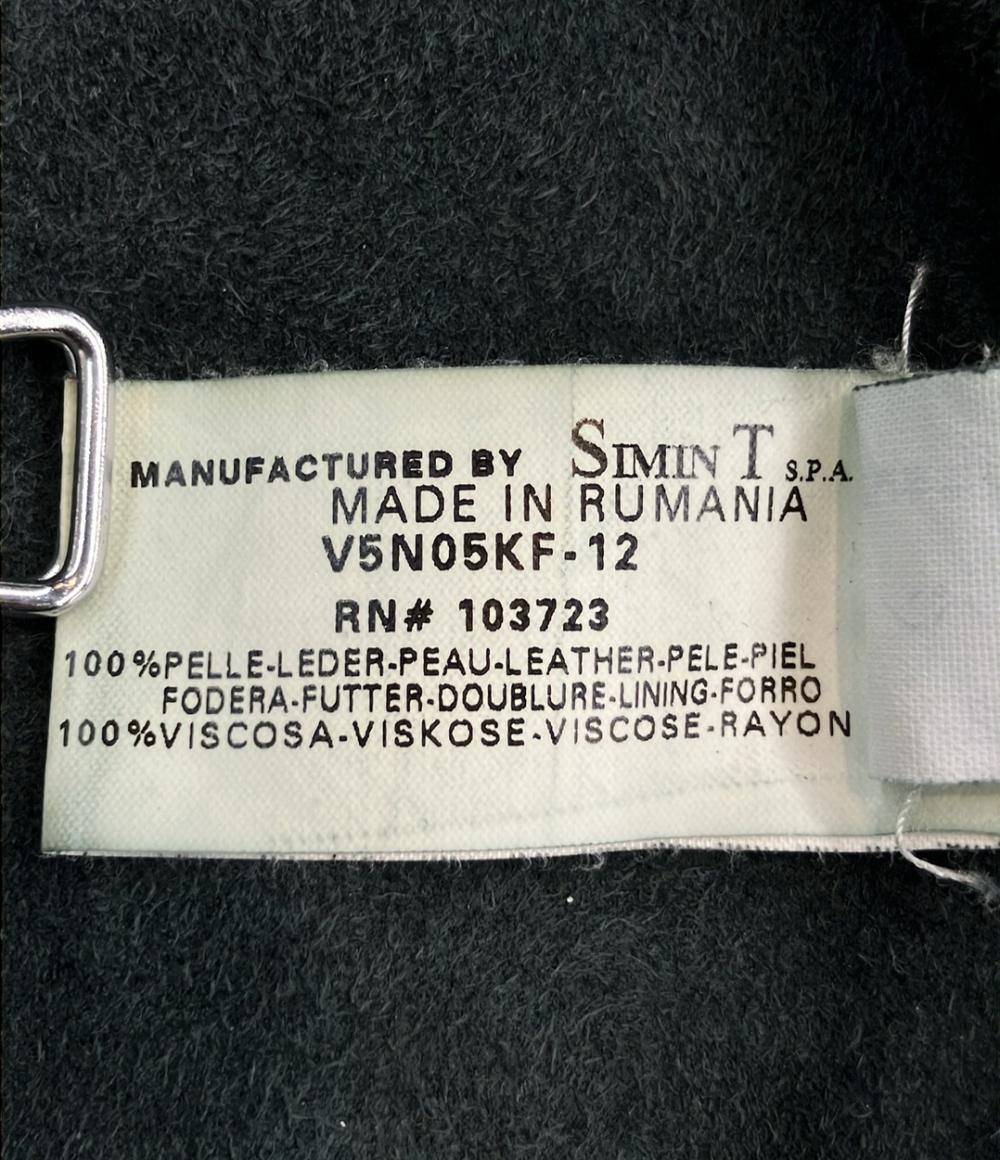 MANUFACTURED BY SIMIN T S.P.A.
MADE IN RUMANIA
V5N05KF-12
RN# 103723
100%PELLE-LEDER-PEAU-LEATHER-PELE-PIEL
FODERA-FUTTER-DOUBLURE-LINING-FORRO
100%VISCOSA-VISKOSE-VISCOSE-RAYON